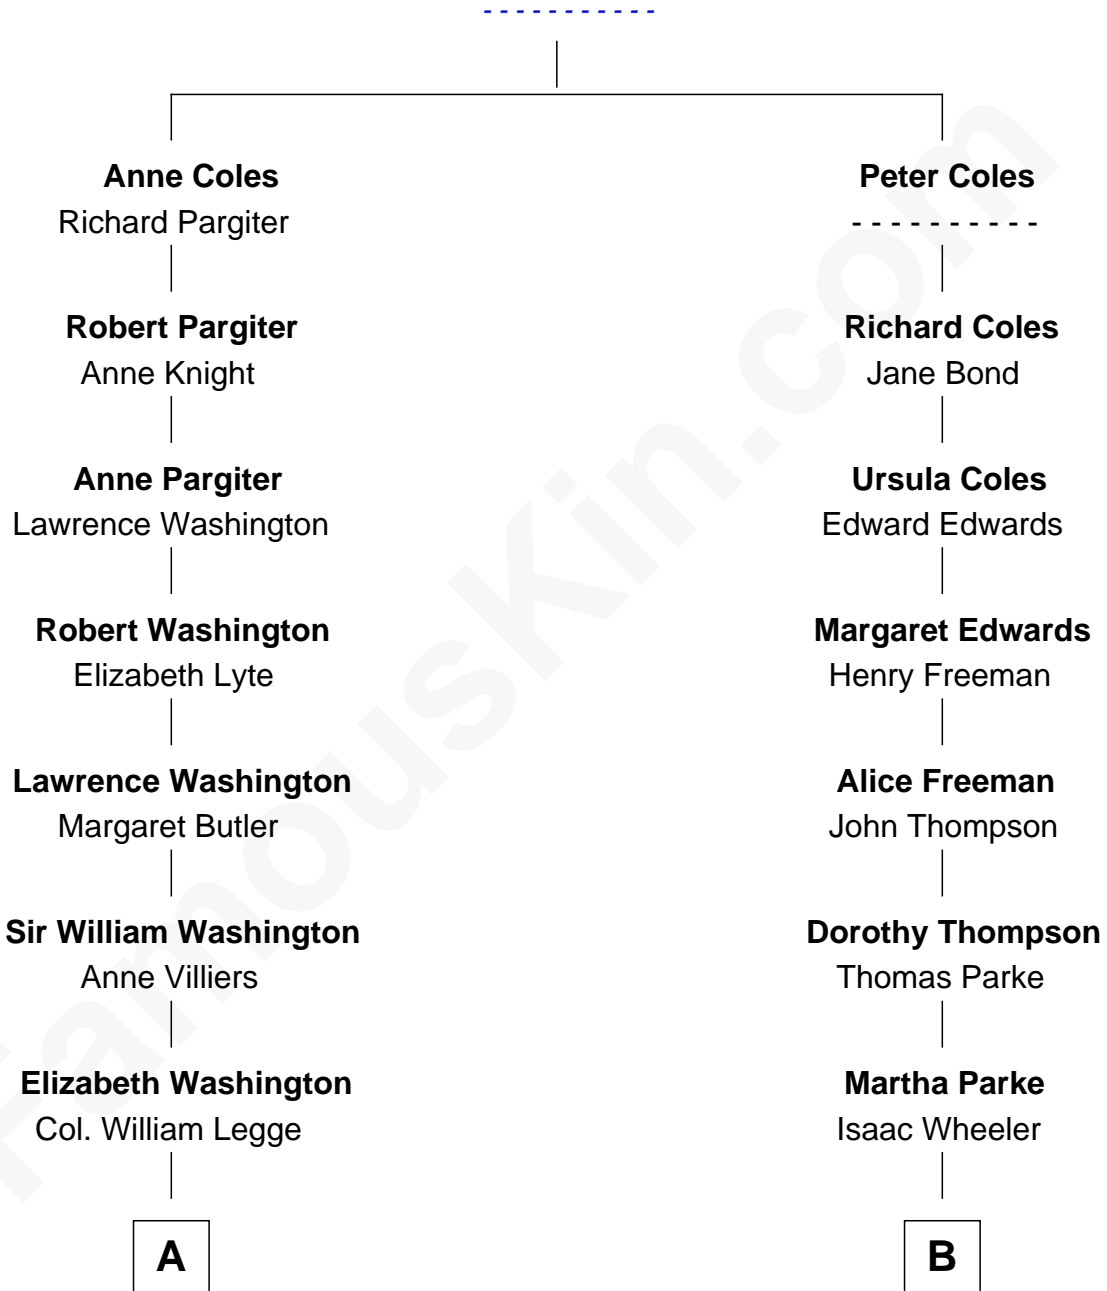 - - - - - - - - - - -
Anne Coles
Richard Pargiter
Peter Coles
- - - - - - - - - -
Robert Pargiter
Anne Knight
Richard Coles
Jane Bond
Anne Pargiter
Lawrence Washington
Ursula Coles
Edward Edwards
Robert Washington
Elizabeth Lyte
Margaret Edwards
Henry Freeman
Lawrence Washington
Margaret Butler
Alice Freeman
John Thompson
Sir William Washington
Anne Villiers
Dorothy Thompson
Thomas Parke
Elizabeth Washington
Col. William Legge
Martha Parke
Isaac Wheeler
A
B
FamousKin.com